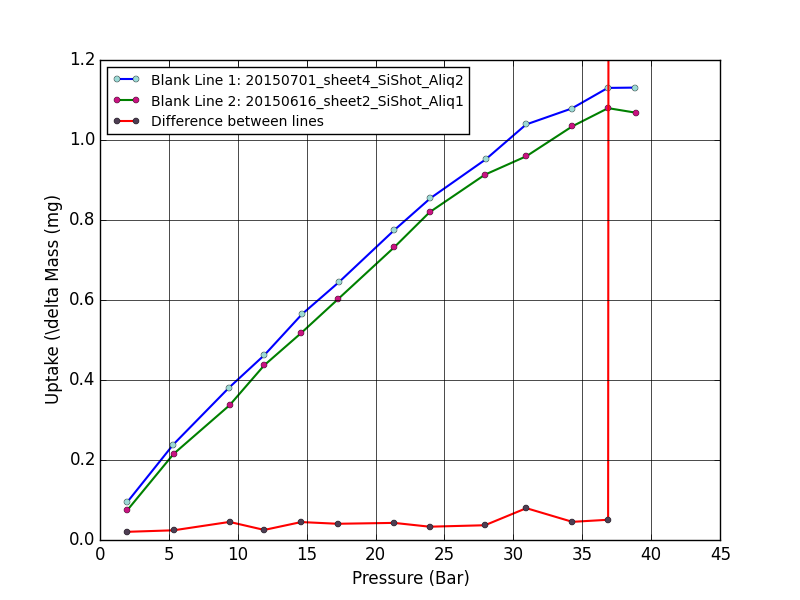 Blank Line 1: 20150701_sheet4_SiShot_Aliq2
Blank Line 2: 20150616_sheet2_SiShot_Aliq1
Difference between lines
1.2
1.0
0.8
0.6
0.4
0.2
0.0
Uptake (\delta Mass (mg)
0 5 10 15 20 25 30 35 40 45
Pressure (Bar)